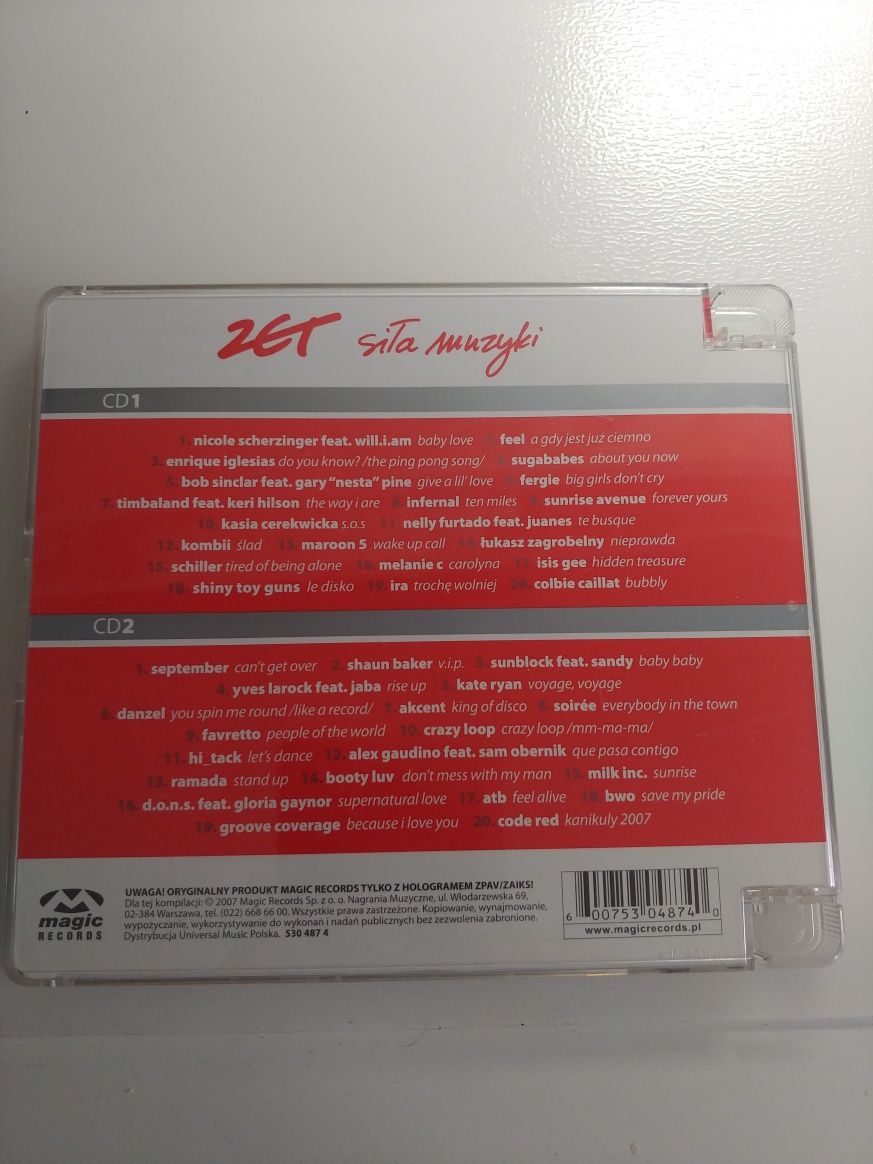 ZET siła muzyki
CD1
1. nicole scherzinger feat. will.i.am baby love 2. feel a gdy jest już ciemno
3. enrique iglesias do you know? /the ping pong song/ 4. sugababes about you now
5. bob sinclar feat. gary "nesta" pine give a lil' love 6. fergie big girls don't cry
7. timbaland feat. keri hilson the way i are 8. infernal ten miles 9. sunrise avenue forever yours
10. kasia cerekwicka s.o.s 11. nelly furtado feat. juanes te busque
12. kombii ślad 13. maroon 5 wake up call 14. łukasz zagrobelny nieprawda
15. schiller tired of being alone 16. melanie c carolyna 17. isis gee hidden treasure
18. shiny toy guns le disko 19. ira trochę wolniej 20. colbie caillat bubbly
CD2
1. september can't get over 2. shaun baker v.i.p. 3. sunblock feat. sandy baby baby
4. yves larock feat. jaba rise up 5. kate ryan voyage, voyage
6. danzel you spin me round /like a record/ 7. akcent king of disco 8. soirée everybody in the town
9. favretto people of the world 10. crazy loop crazy loop /mm-ma-ma/
11. hi_tack let's dance 12. alex gaudino feat. sam obernik que pasa contigo
13. ramada stand up 14. booty luv don't mess with my man 15. milk inc. sunrise
16. d.o.n.s. feat. gloria gaynor supernatural love 17. atb feel alive 18. bwo save my pride
19. groove coverage because i love you 20. code red kanikuly 2007
magic
RECORDS
UWAGA! ORYGINALNY PRODUKT MAGIC RECORDS TYLKO Z HOLOGRAMEM ZPAV/ZAIKS!
Dla tej kompilacji: © 2007 Magic Records Sp. z o. o. Nagrania Muzyczne, ul. Włodarzewska 69,
02-384 Warszawa, tel. (022) 668 66 00. Wszystkie prawa zastrzeżone. Kopiowanie, wynajmowanie,
wypożyczanie, wykorzystywanie do wykonań i nadań publicznych bez zezwolenia zabronione.
Dystrybucja Universal Music Polska. 530 487 4
6 00753 04874 0
www.magicrecords.pl